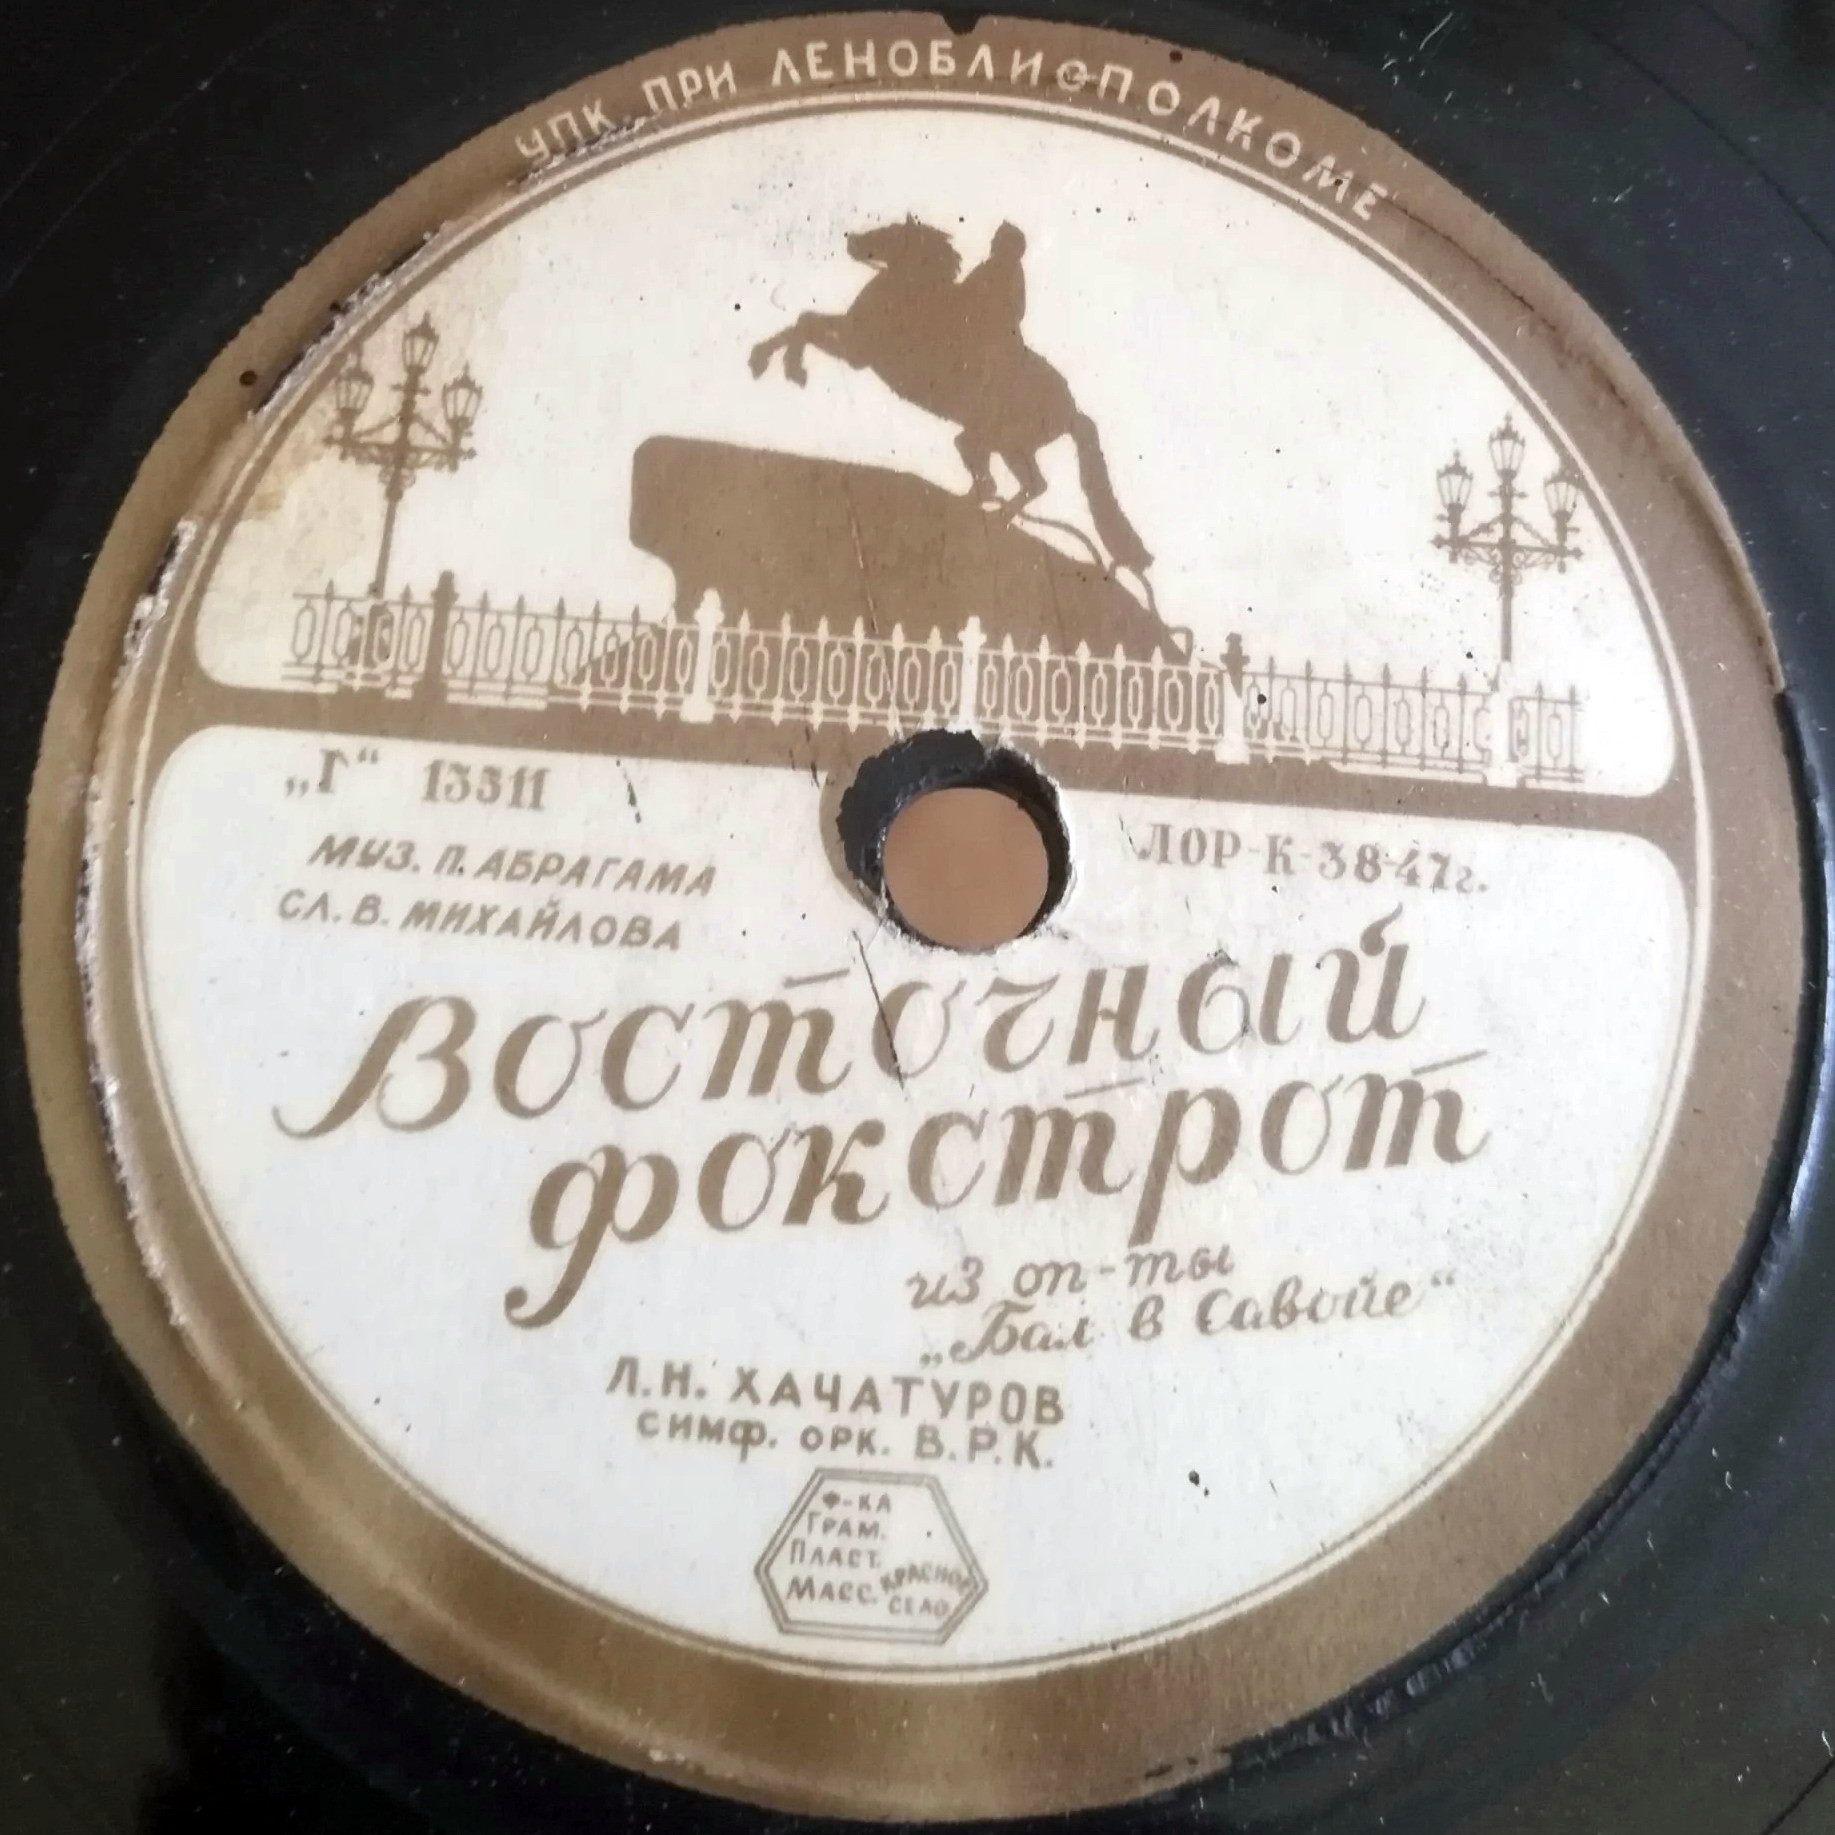 УПК ПРИ ЛЕНОБЛИСПОЛКОМЕ
„Г“ 13311
ЛОР-К-38-47г.
МУЗ. П. АБРАГАМА
СЛ. В. МИХАЙЛОВА
Восточный
фокстрот
из оп-ты
„Бал в Савойе“
Л.Н. ХАЧАТУРОВ
СИМФ. ОРК. В.Р.К.
Ф-КА
ГРАМ.
ПЛАСТ.
МАСС. КРАСНОЕ
СЕЛО